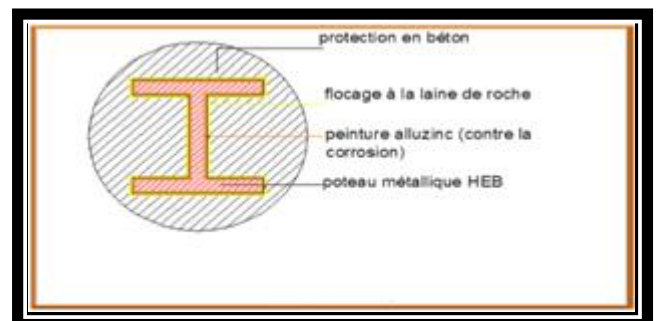 protection en béton
flocage à la laine de roche
peinture alluzinc (contre la
corrosion)
poteau métallique HEB